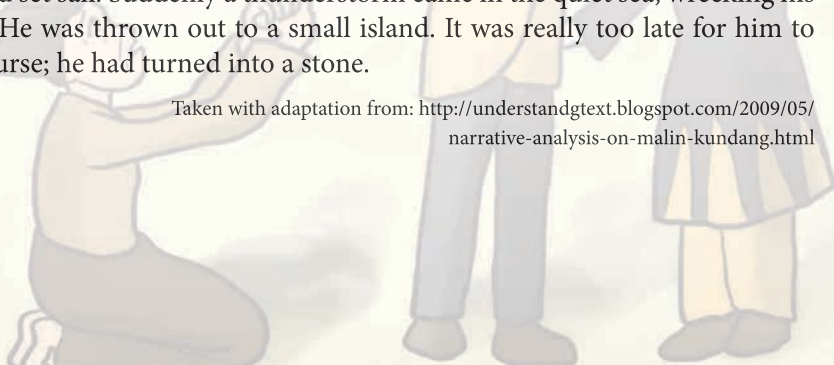 set sail. Suddenly a thunderstorm came in the quiet sea, wrecking his
He was thrown out to a small island. It was really too late for him to
he had turned into a stone.
Taken with adaptation from: http://understandgtext.blogspot.com/2009/05/
narrative-analysis-on-malin-kundang.html